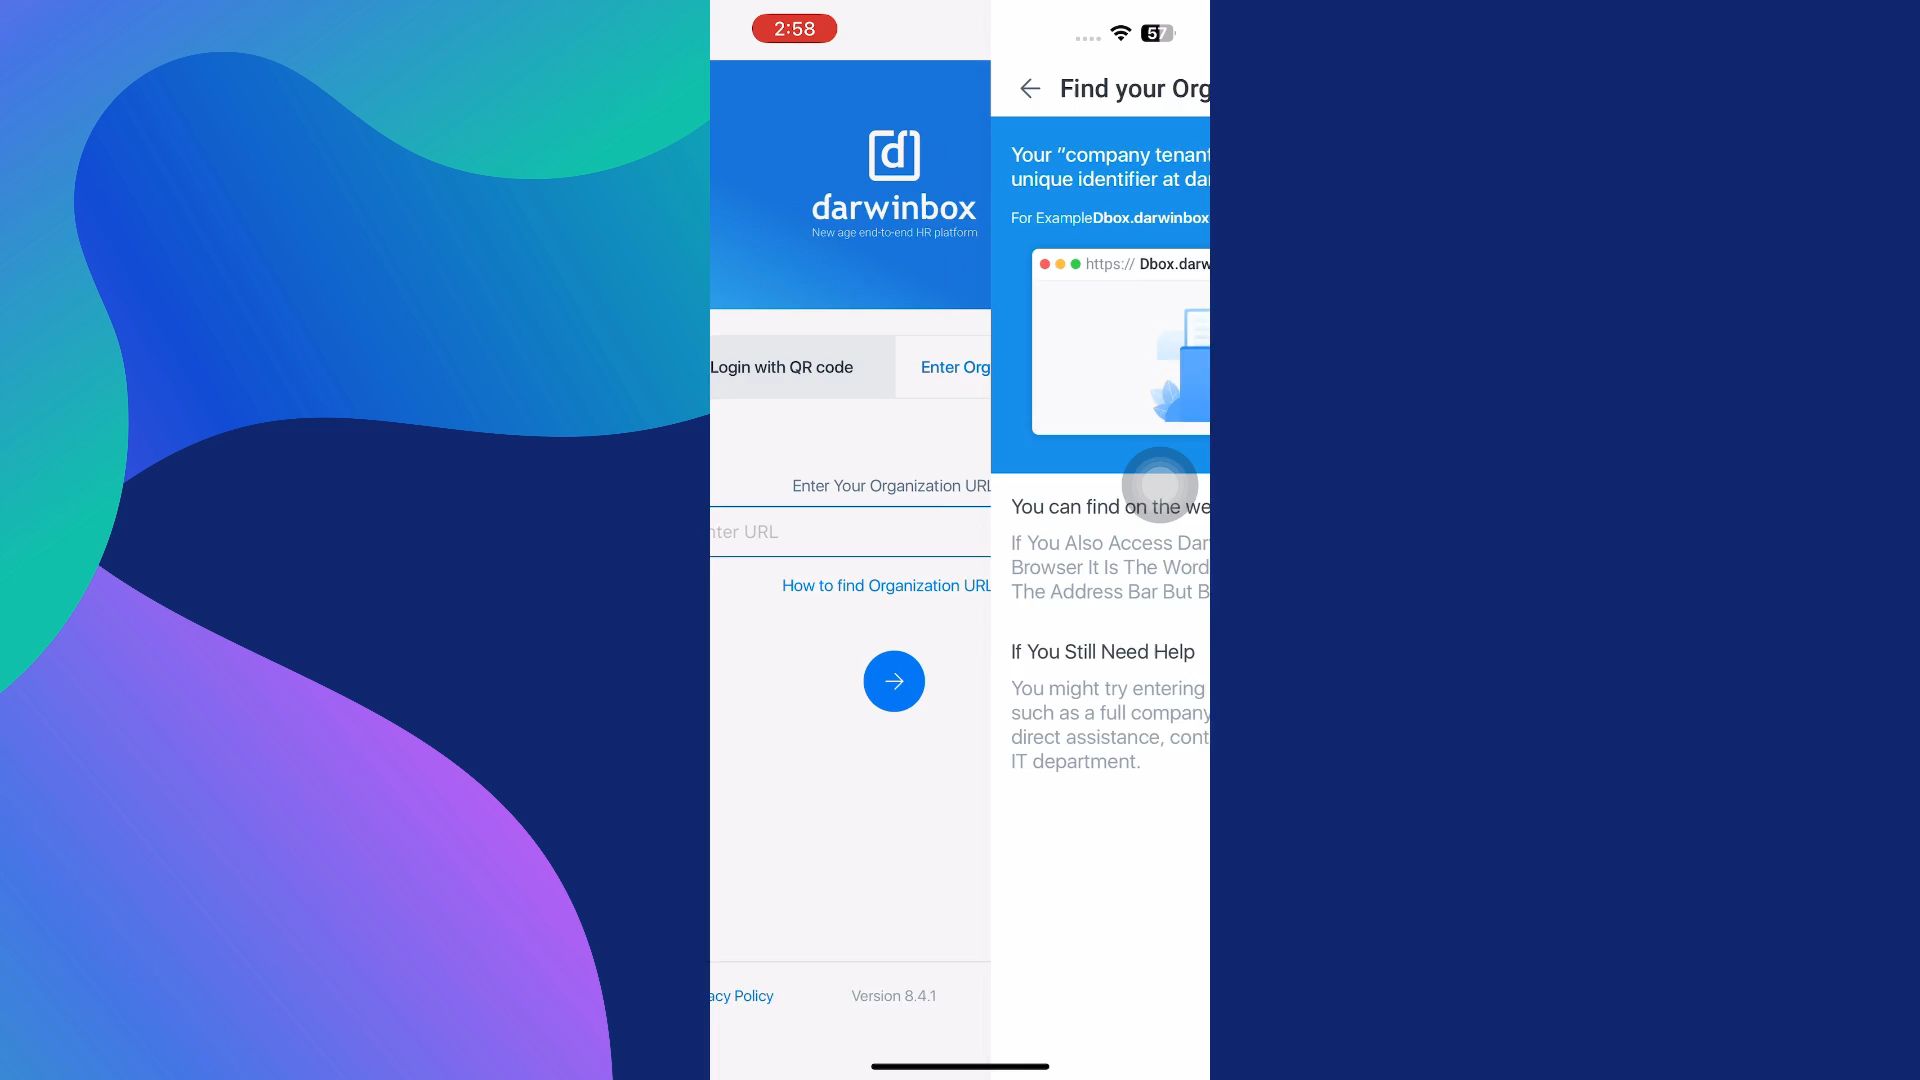 2:58
57
Find your Org
d
darwinbox
New age end-to-end HR platform
Your "company tenant
unique identifier at da
For ExampleDbox.darwinbox
https:// Dbox.darw
Login with QR code
Enter Org
Enter Your Organization URL
nter URL
How to find Organization URL
You can find on the we
If You Also Access Dar
Browser It Is The Word
The Address Bar But B
If You Still Need Help
You might try entering
such as a full company
direct assistance, cont
IT department.
acy Policy
Version 8.4.1